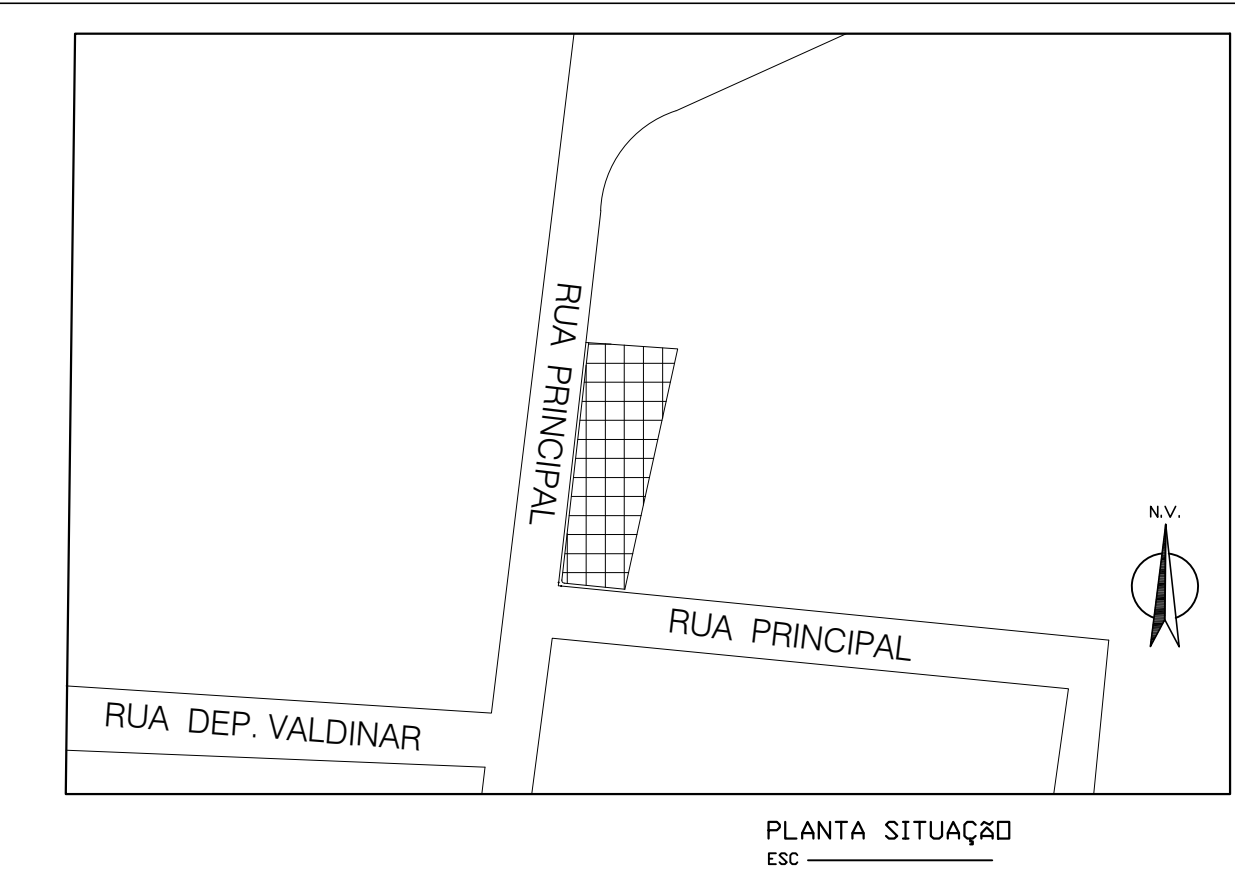 RUA PRINCIPAL
N.V.
RUA PRINCIPAL
RUA DEP. VALDINAR
PLANTA SITUAÇÃO
ESC